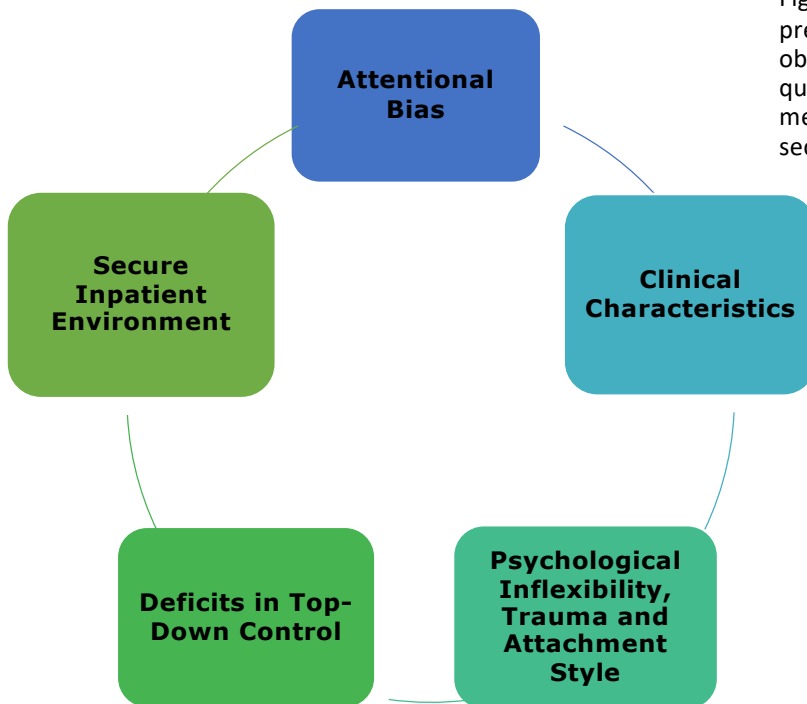 Attentional
Bias
Secure
Inpatient
Environment
Clinical
Characteristics
Deficits in Top-
Down Control
Psychological
Inflexibility,
Trauma and
Attachment
Style